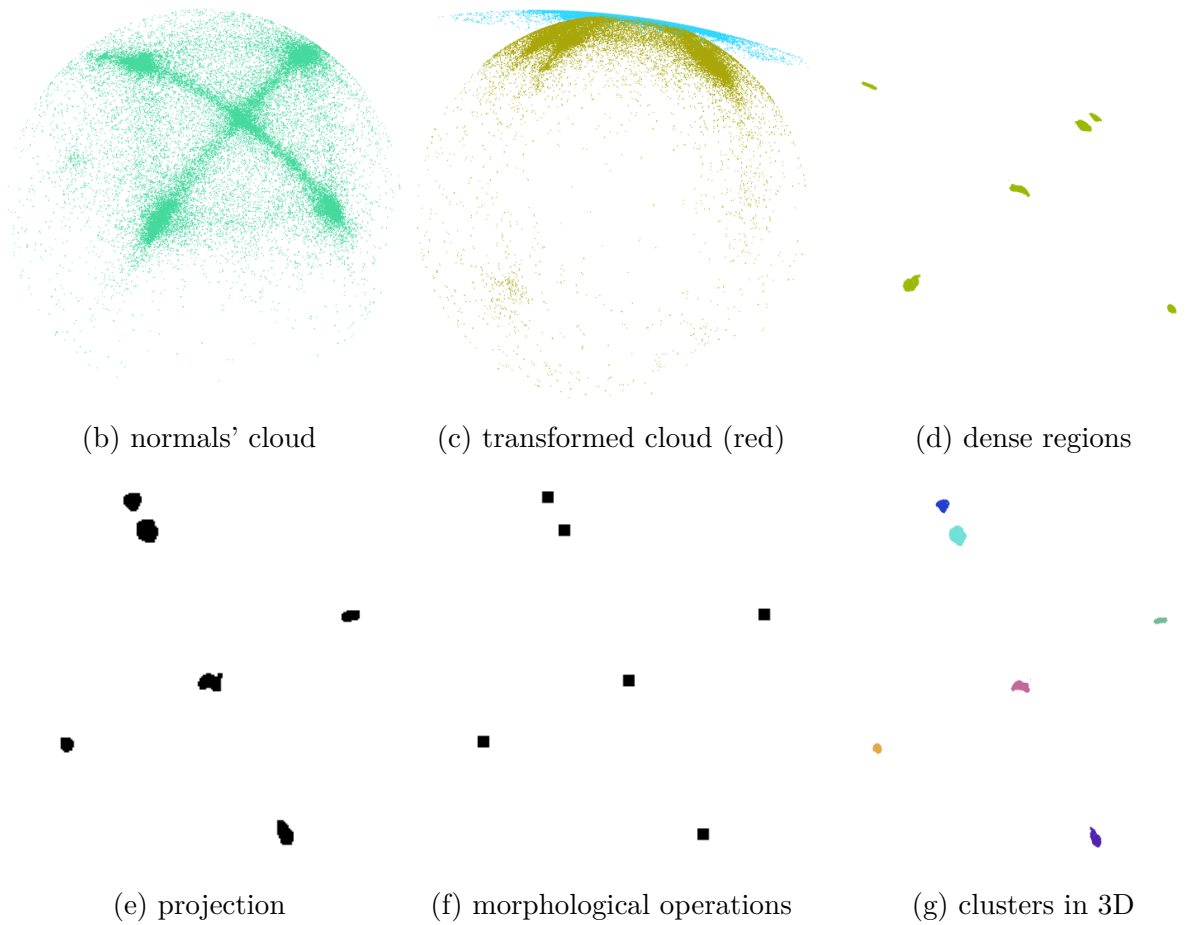 (b) normals' cloud
(c) transformed cloud (red)
(d) dense regions
(e) projection
(f) morphological operations
(g) clusters in 3D